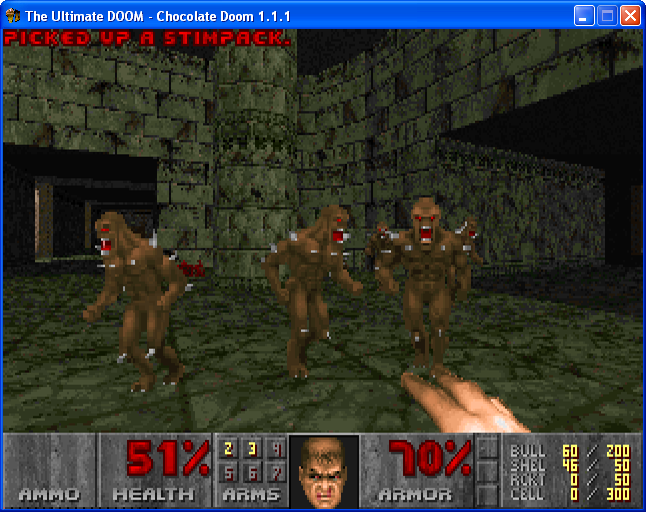 The Ultimate DOOM - Chocolate Doom 1.1.1
PICKED UP A STIMPACK.
51% 2 3 4 70% BULL 60 / 200
SHEL 46 / 50
5 6 7 RCKT 0 / 50
AMMO HEALTH ARMS ARMOR CELL 0 / 300